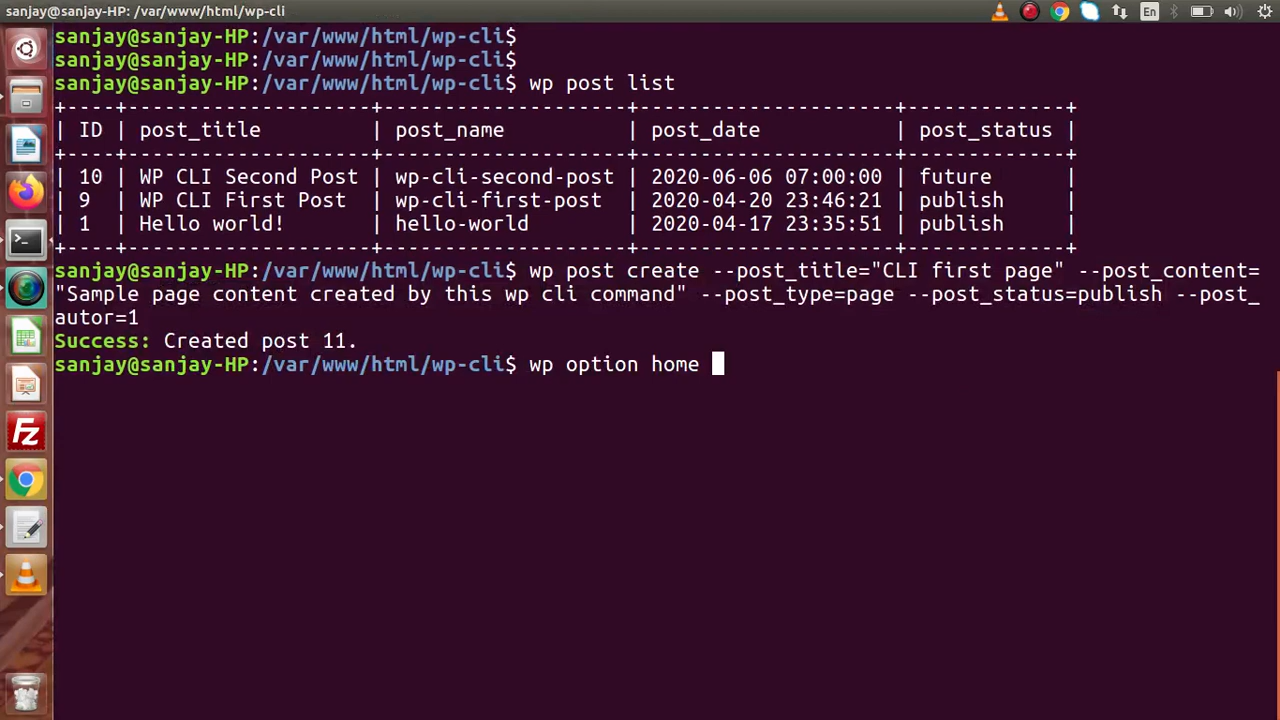 sanjay@sanjay-HP: /var/www/html/wp-cli
En
sanjay@sanjay-HP:/var/www/html/wp-cli$
sanjay@sanjay-HP:/var/www/html/wp-cli$
sanjay@sanjay-HP:/var/www/html/wp-cli$ wp post list
+----+--------------------+--------------------+---------------------+-------------+
| ID | post_title         | post_name          | post_date           | post_status |
+----+--------------------+--------------------+---------------------+-------------+
| 10 | WP CLI Second Post | wp-cli-second-post | 2020-06-06 07:00:00 | future      |
| 9  | WP CLI First Post  | wp-cli-first-post  | 2020-04-20 23:46:21 | publish     |
| 1  | Hello world!       | hello-world        | 2020-04-17 23:35:51 | publish     |
+----+--------------------+--------------------+---------------------+-------------+
sanjay@sanjay-HP:/var/www/html/wp-cli$ wp post create --post_title="CLI first page" --post_content=
"Sample page content created by this wp cli command" --post_type=page --post_status=publish --post_
autor=1
Success: Created post 11.
sanjay@sanjay-HP:/var/www/html/wp-cli$ wp option home
Fz